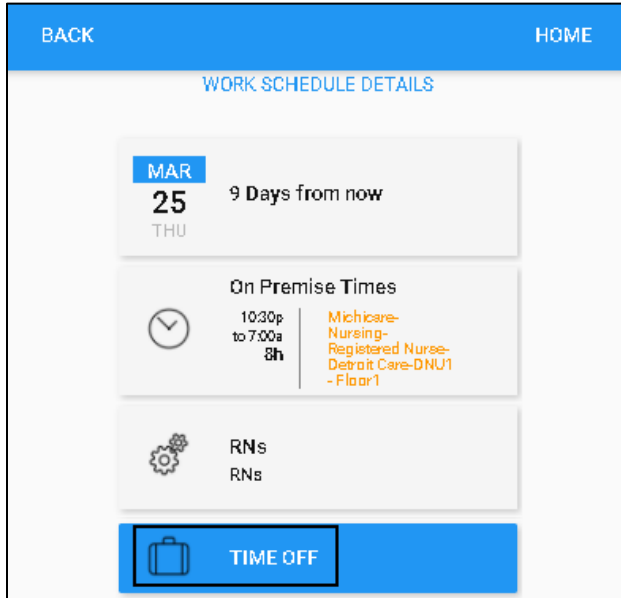 BACK
HOME
WORK SCHEDULE DETAILS
MAR
25
THU
9 Days from now
On Premise Times
10:30p
to 7:00a
8h
Michicare-
Nursing-
Registered Nurse-
Detroit Care-DNU1
- Floor1
RNs
RNs
TIME OFF